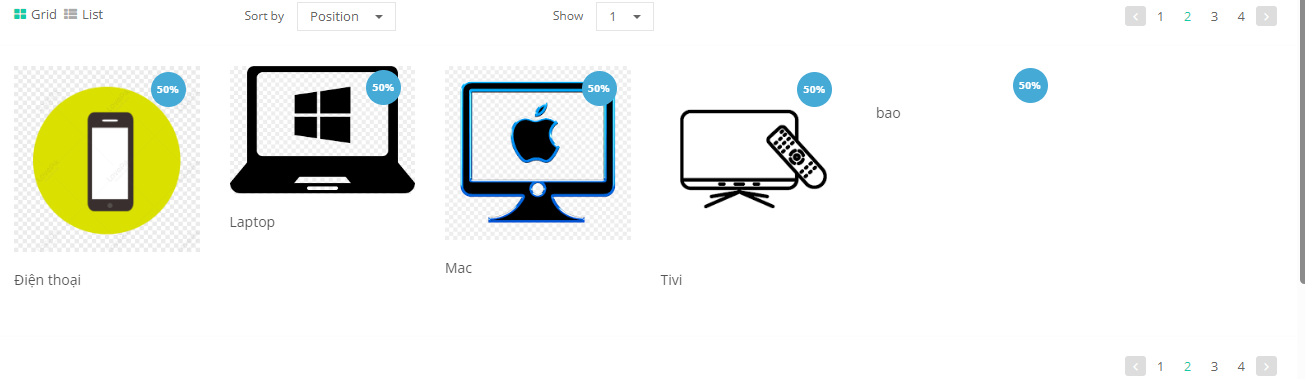 Grid List Sort by Position Show 1 1 2 3 4
50% 50% 50% 50% 50%
bao
Laptop
Mac
Điện thoại Tivi
1 2 3 4